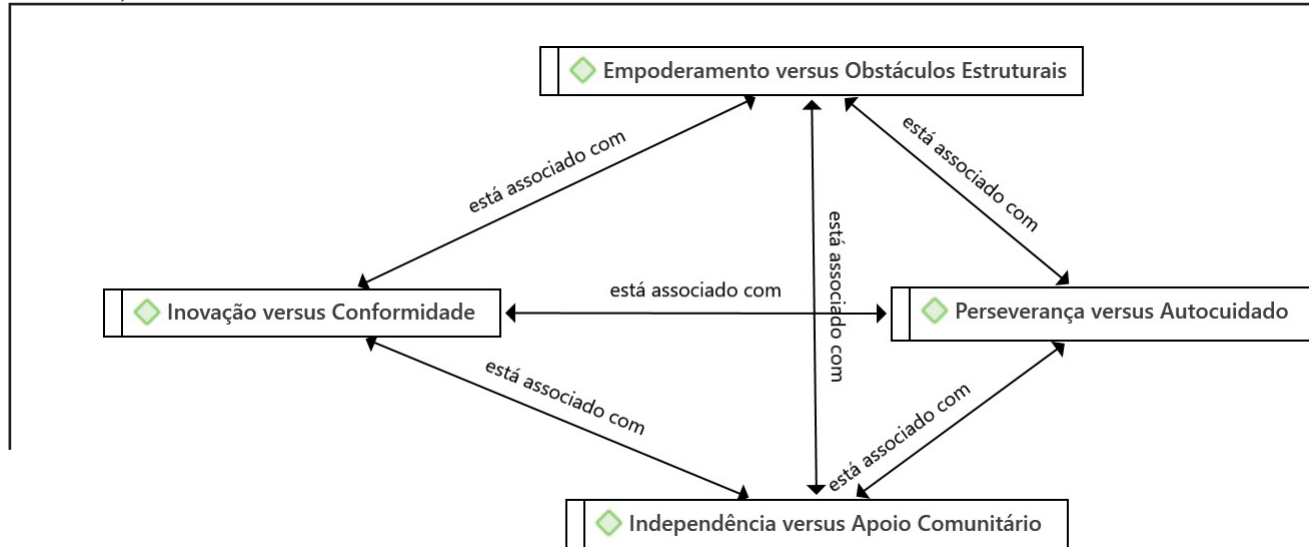 Empoderamento versus Obstáculos Estruturais
está associado com
está associado com
está associado com
está associado com
Inovação versus Conformidade
Perseverança versus Autocuidado
está associado com
está associado com
Independência versus Apoio Comunitário